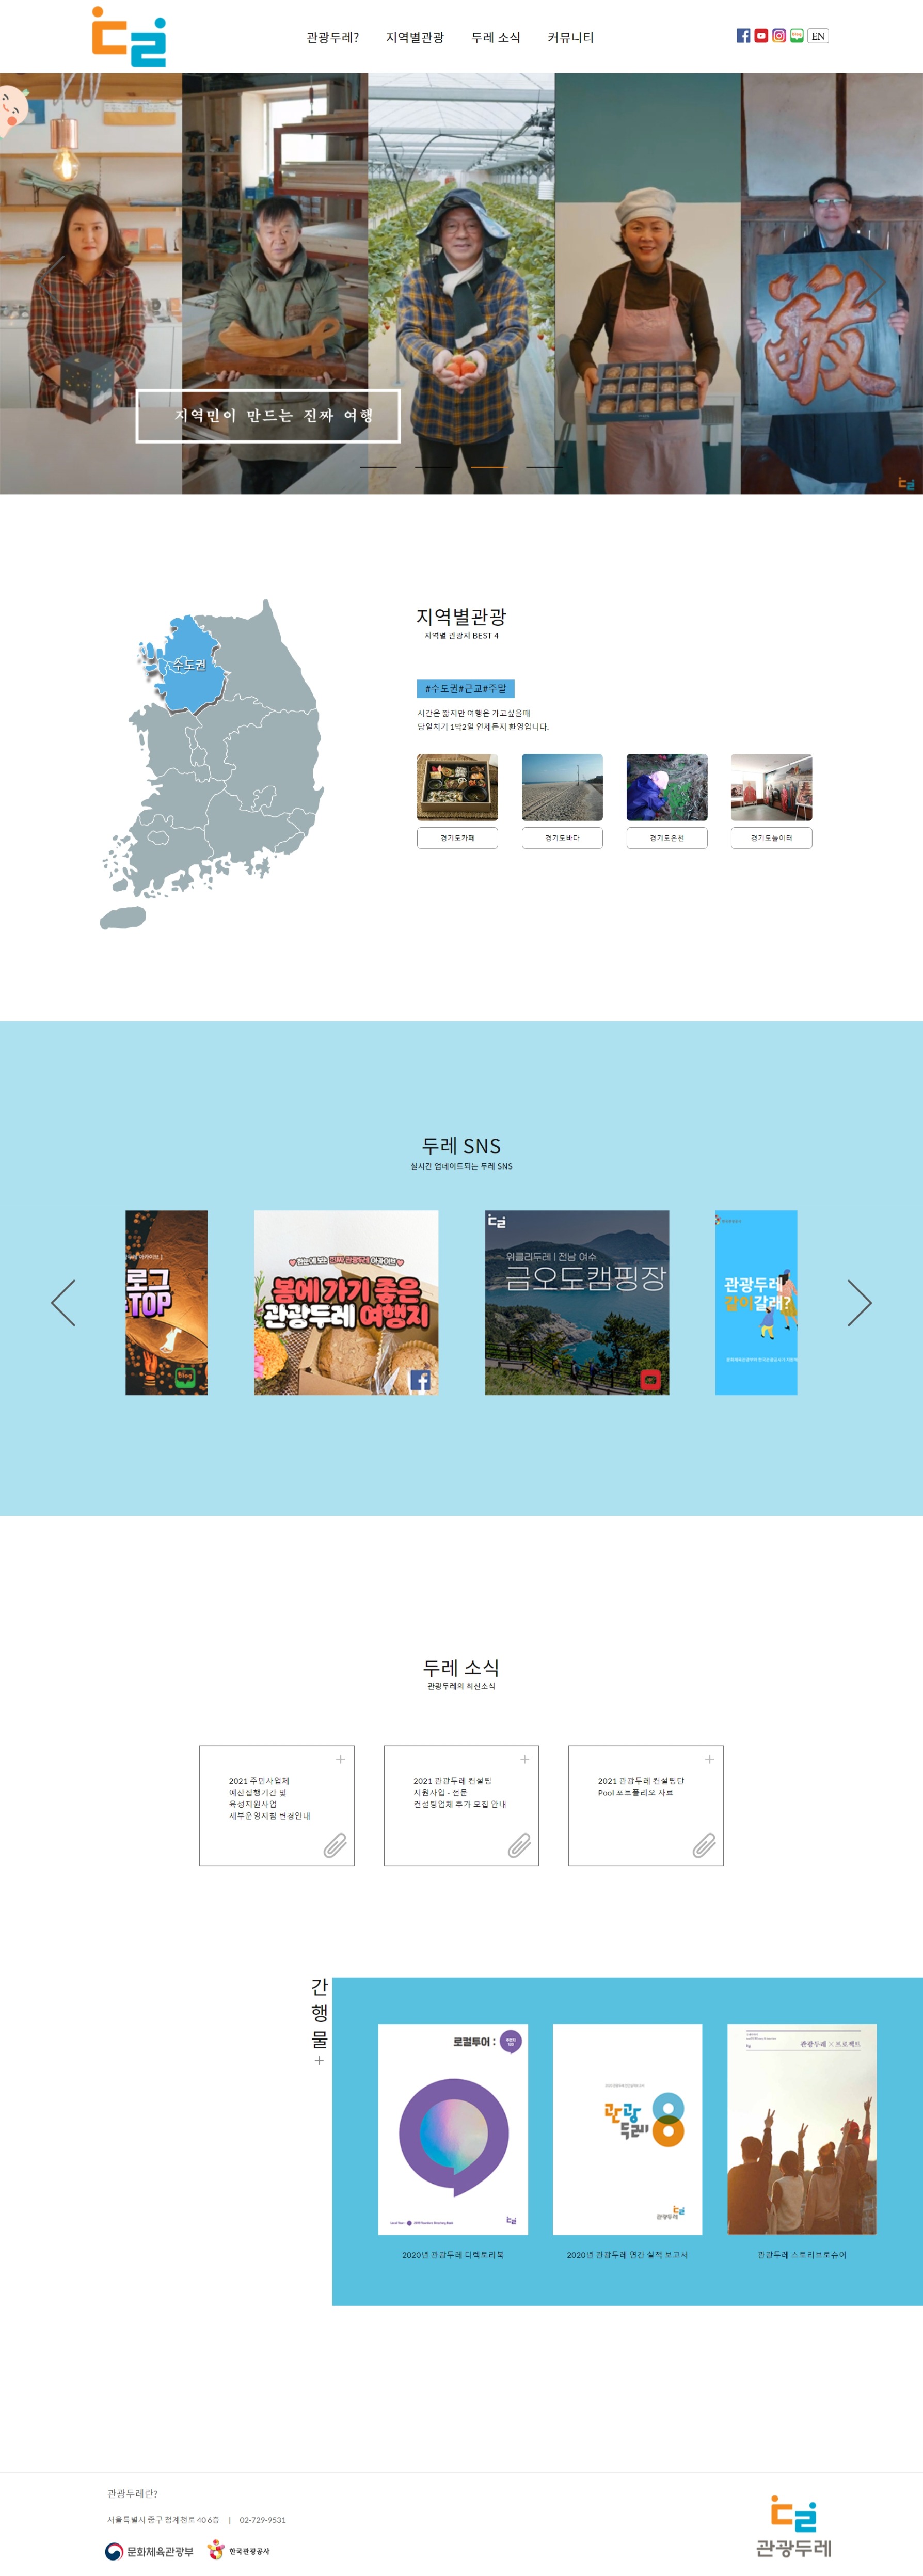 관광두레?
지역별관광
두레 소식
커뮤니티
EN
지역민이 만드는 진짜 여행
수도권
지역별관광
지역별 관광지 BEST 4
#수도권#근교#주말
시간은 짧지만 여행은 가고싶을때
당일치기 1박2일 언제든지 환영입니다.
경기도카페
경기도바다
경기도온천
경기도놀이터
두레 SNS
실시간 업데이트되는 두레 SNS
로그
TOP
봄에 가기 좋은
관광두레 여행지
위클리두레 | 전남 여수
금오도캠핑장
관광두레
같이갈래?
두레 소식
관광두레의 최신소식
2021 주민사업체
예산집행기간 및
육성지원사업
세부운영지침 변경안내
2021 관광두레 컨설팅
지원사업 - 전문
컨설팅업체 추가 모집 안내
2021 관광두레 컨설팅단
Pool 포트폴리오 자료
간
행
물
+
로컬투어 :
관광
두레
8
관광두레
관광두레 × 프로젝트
2020년 관광두레 디렉토리북
2020년 관광두레 연간 실적 보고서
관광두레 스토리브로슈어
관광두레란?
서울특별시 중구 청계천로 40 6층 | 02-729-9531
문화체육관광부
한국관광공사
관광두레